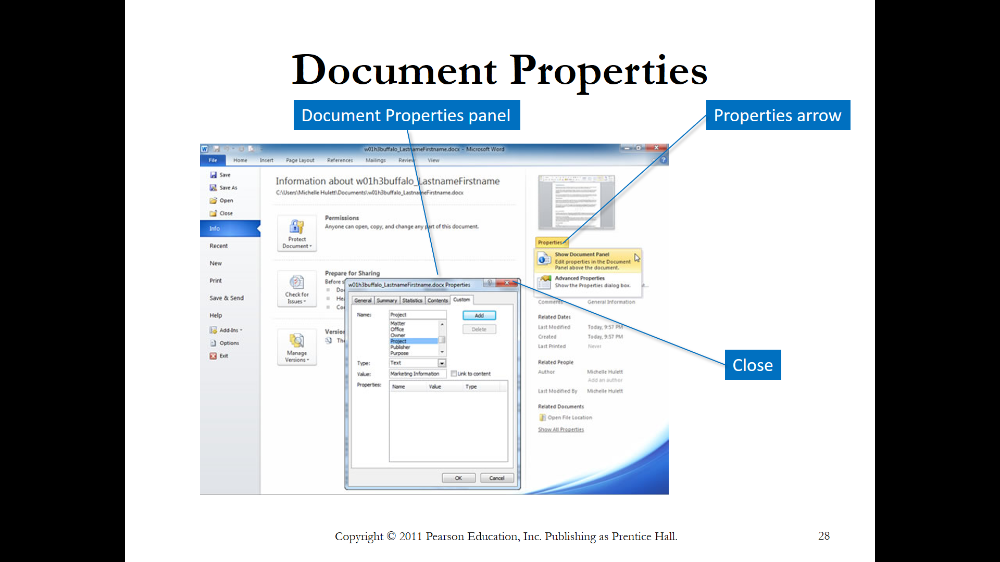 Document Properties
Document Properties panel
Properties arrow
w01h3buffalo_LastnameFirstname.docx - Microsoft Word
File Home Insert Page Layout References Mailings Review View
Save
Save As
Open
Close
Info
Recent
New
Print
Save & Send
Help
Add-Ins
Options
Exit
Information about w01h3buffalo_LastnameFirstname
C:\Users\Michelle Hulett\Documents\w01h3buffalo_LastnameFirstname.docx
Protect
Document
Permissions
Anyone can open, copy, and change any part of this document.
Check for
Issues
Prepare for Sharing
Before s
Do
Hea
Co
Manage
Versions
Version
The
w01h3buffalo_LastnameFirstname.docx Properties
General Summary Statistics Contents Custom
Name: Project
Add
Matter
Office
Owner
Project
Publisher
Purpose
Delete
Type: Text
Value: Marketing Information Link to content
Properties: Name Value Type
OK Cancel
Properties
Show Document Panel
Edit properties in the Document
Panel above the document.
Advanced Properties
Show the Properties dialog box.
Comments General Information
Related Dates
Last Modified Today, 9:57 PM
Created Today, 9:57 PM
Last Printed Never
Related People
Author Michelle Hulett
Add an author
Last Modified By Michelle Hulett
Related Documents
Open File Location
Show All Properties
Close
Copyright © 2011 Pearson Education, Inc. Publishing as Prentice Hall.
28